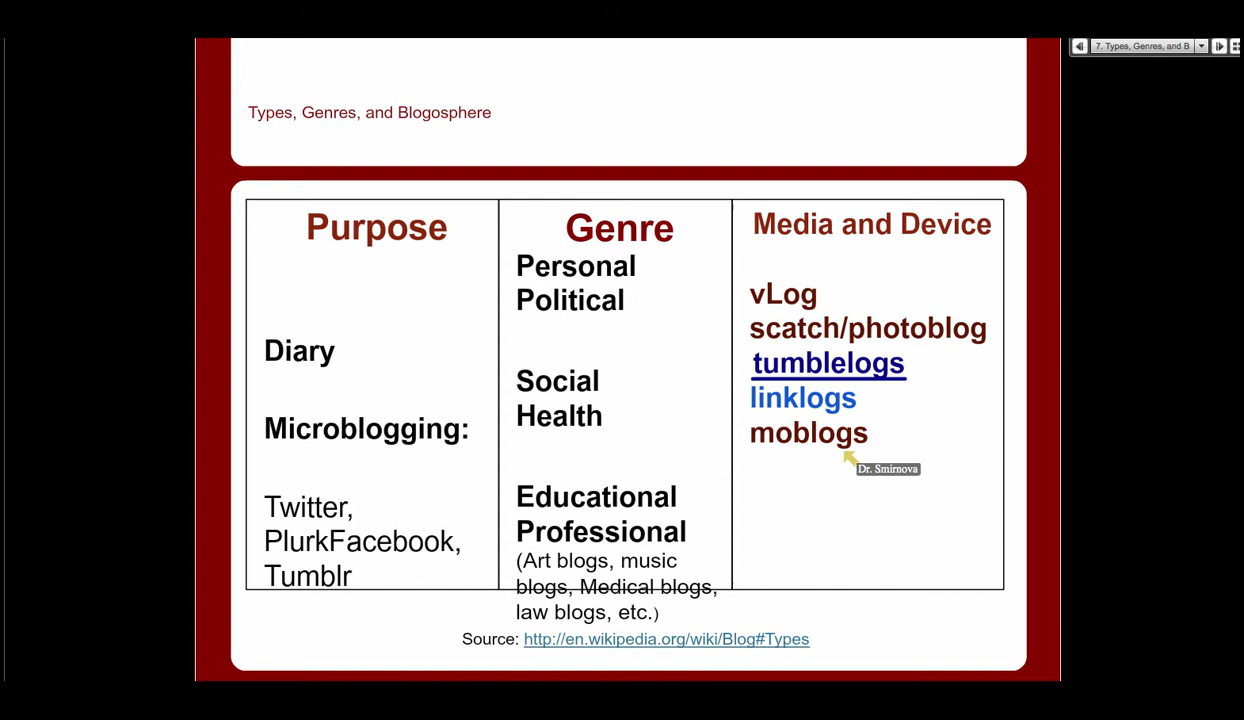 7. Types, Genres, and B
Types, Genres, and Blogosphere
Purpose
Diary
Microblogging:
Twitter,
PlurkFacebook,
Tumblr
Genre
Personal
Political
Social
Health
Educational
Professional
(Art blogs, music
blogs, Medical blogs,
law blogs, etc.)
Media and Device
vLog
scatch/photoblog
tumblelogs
linklogs
moblogs
Dr. Smirnova
Source: http://en.wikipedia.org/wiki/Blog#Types